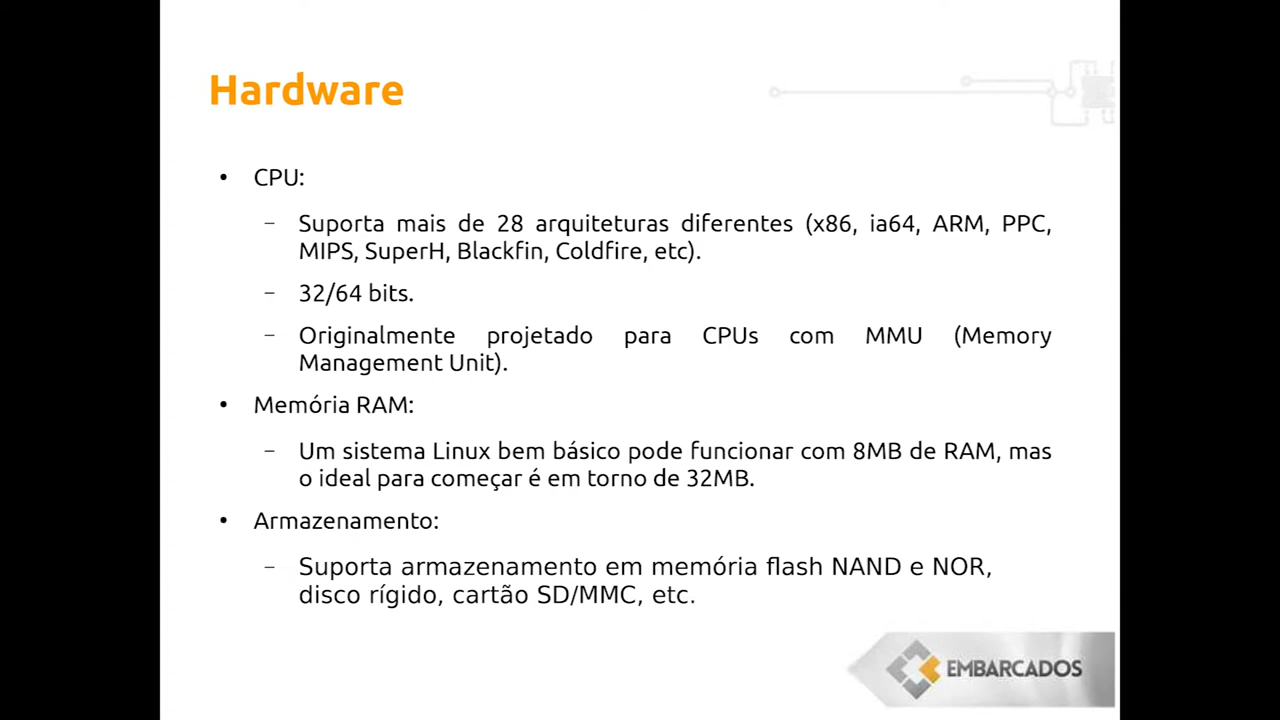 Hardware
• CPU:
– Suporta mais de 28 arquiteturas diferentes (x86, ia64, ARM, PPC,
MIPS, SuperH, Blackfin, Coldfire, etc).
– 32/64 bits.
– Originalmente projetado para CPUs com MMU (Memory
Management Unit).
• Memória RAM:
– Um sistema Linux bem básico pode funcionar com 8MB de RAM, mas
o ideal para começar é em torno de 32MB.
• Armazenamento:
– Suporta armazenamento em memória flash NAND e NOR,
disco rígido, cartão SD/MMC, etc.
EMBARCADOS